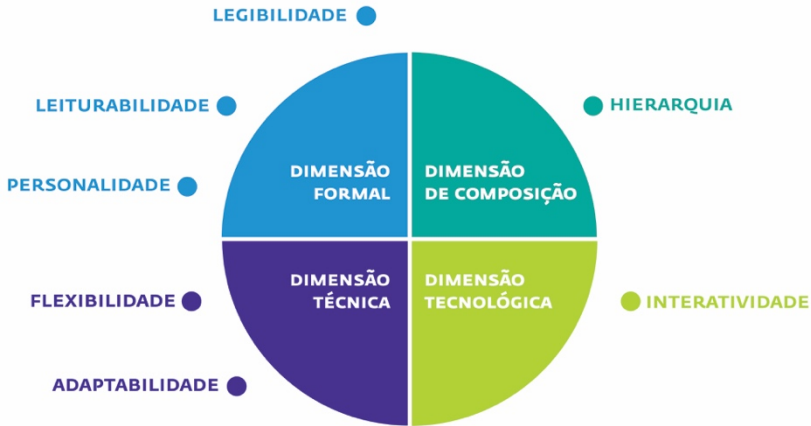 LEGIBILIDADE
LEITURABILIDADE
HIERARQUIA
PERSONALIDADE
DIMENSÃO
FORMAL
DIMENSÃO
DE COMPOSIÇÃO
DIMENSÃO
TÉCNICA
DIMENSÃO
TECNOLÓGICA
FLEXIBILIDADE
INTERATIVIDADE
ADAPTABILIDADE